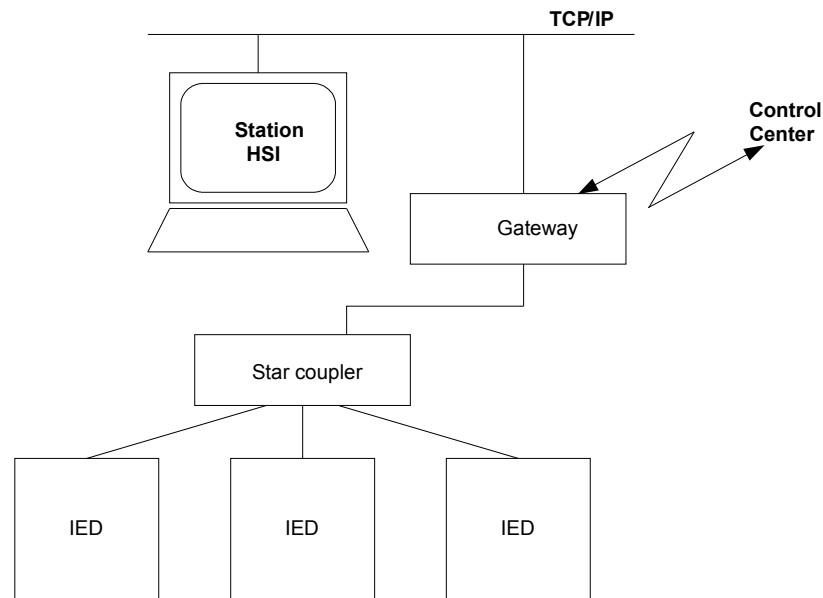 TCP/IP
Control
Center
Station
HSI
Gateway
Star coupler
IED
IED
IED